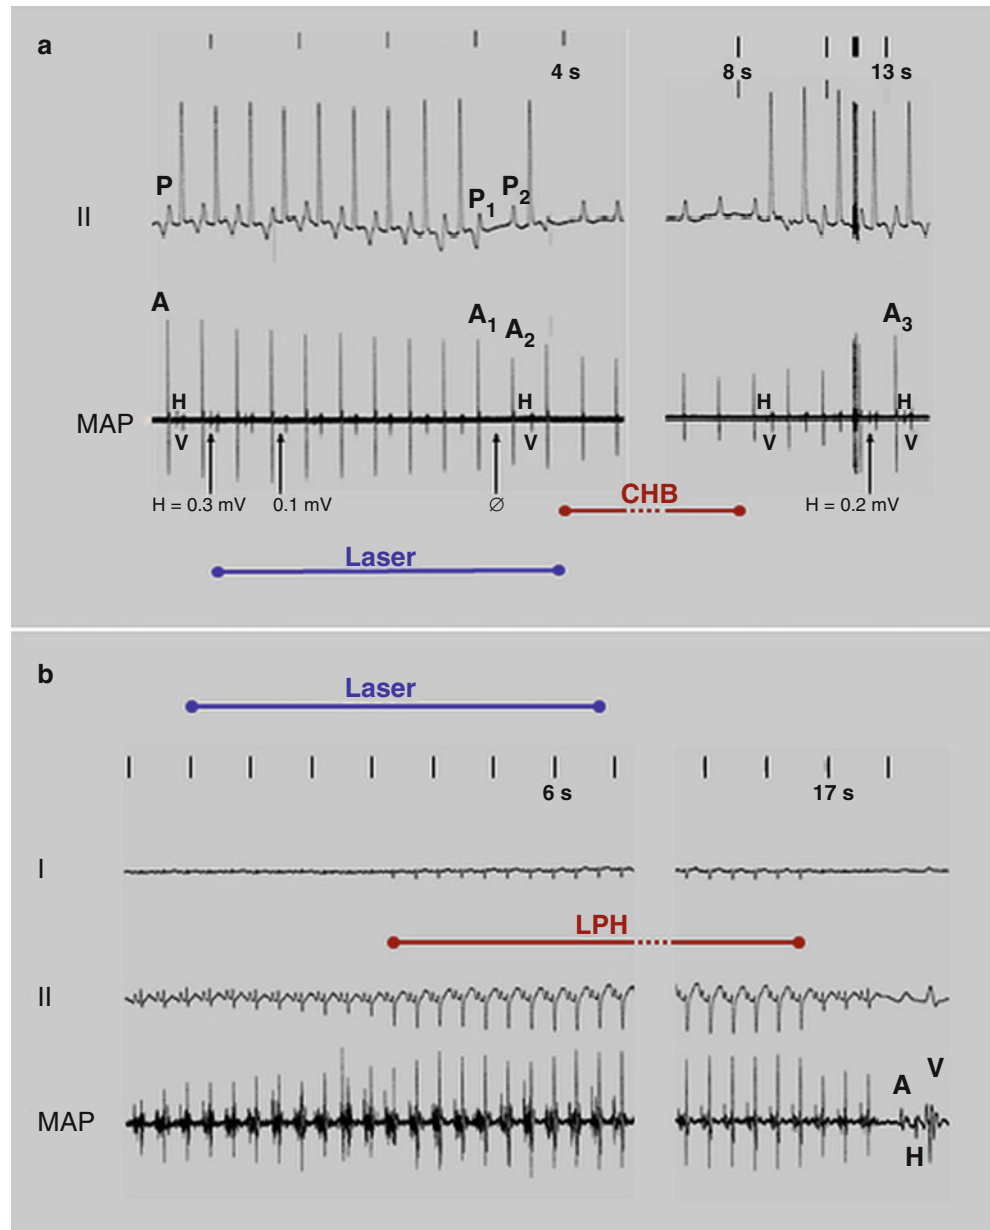 a
4 s 8 s 13 s
P P1 P2
II
A A1 A2 A3
H H H H
MAP
V V V V
H = 0.3 mV 0.1 mV ∅ H = 0.2 mV
CHB
Laser
b
Laser
6 s 17 s
I
LPH
II
A V
MAP
H